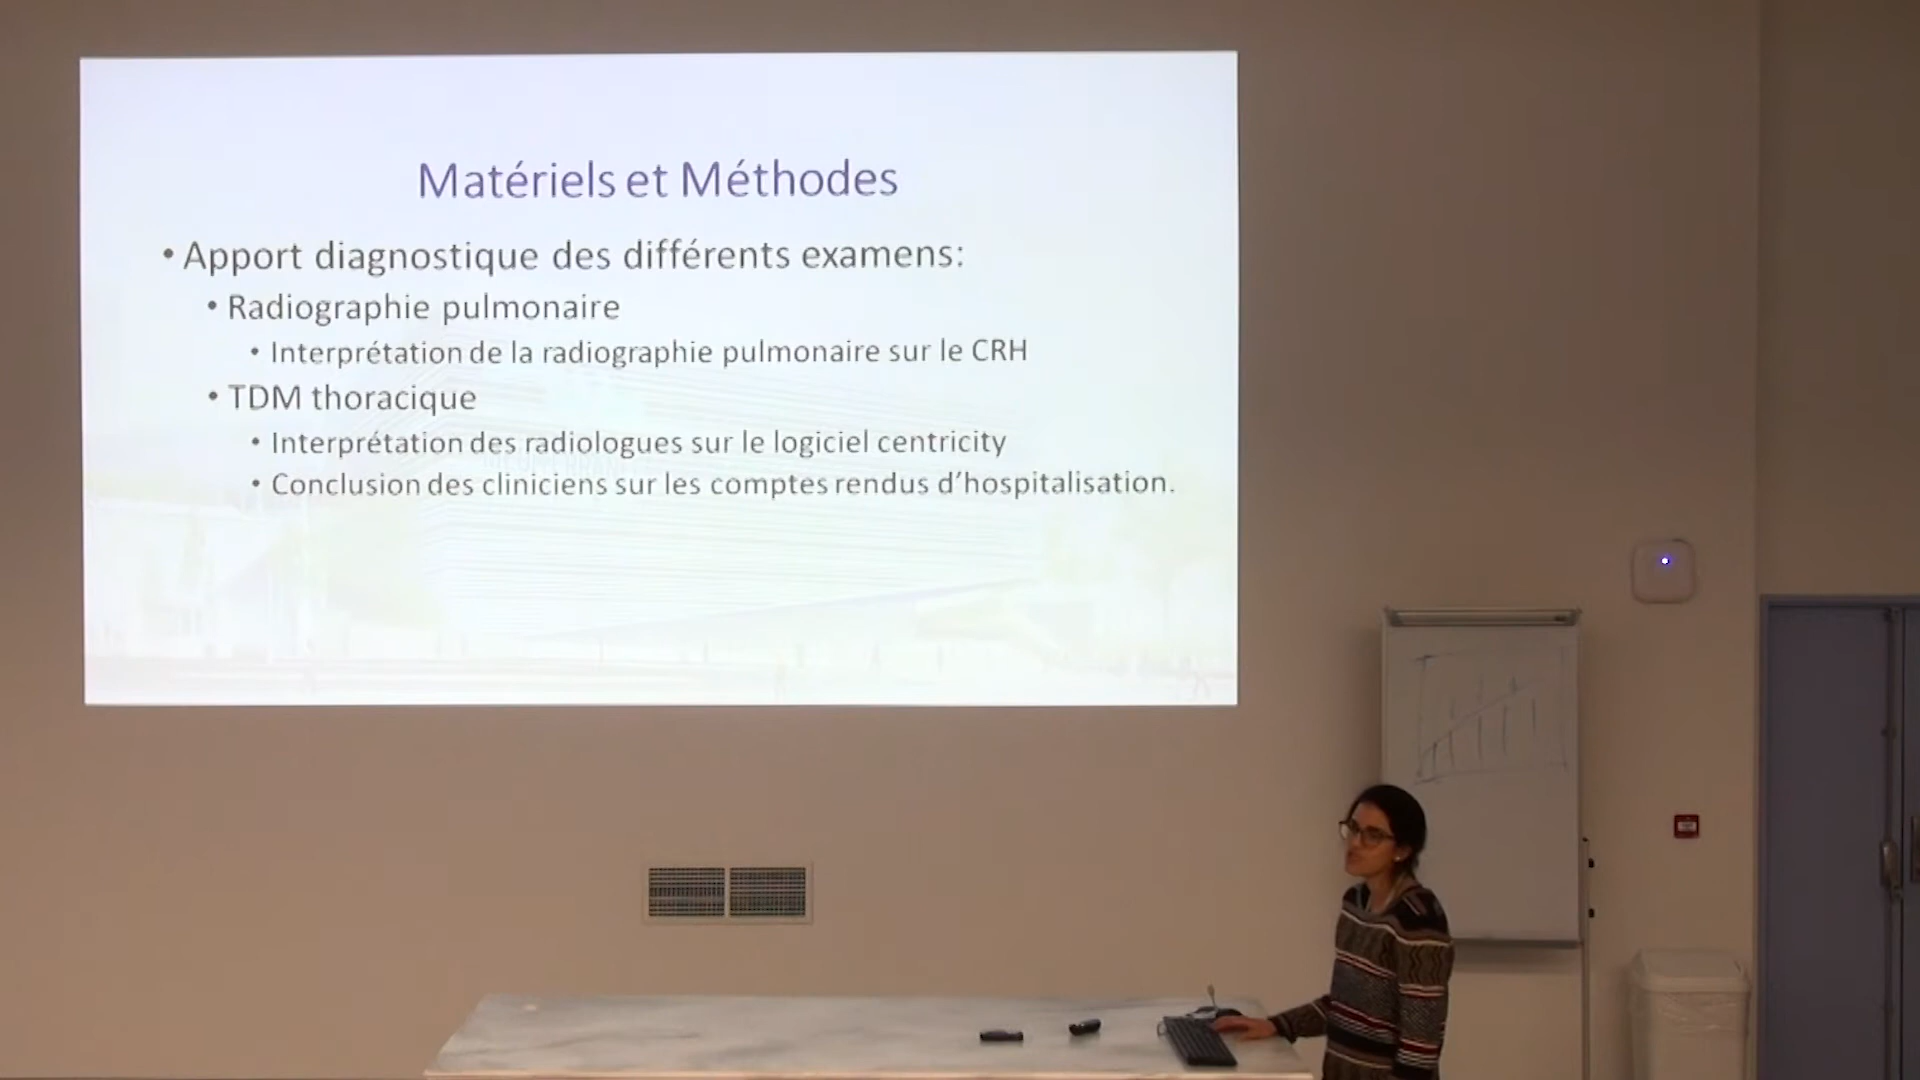 Matériels et Méthodes
• Apport diagnostique des différents examens:
• Radiographie pulmonaire
• Interprétation de la radiographie pulmonaire sur le CRH
• TDM thoracique
• Interprétation des radiologues sur le logiciel centricity
• Conclusion des cliniciens sur les comptes rendus d’hospitalisation.